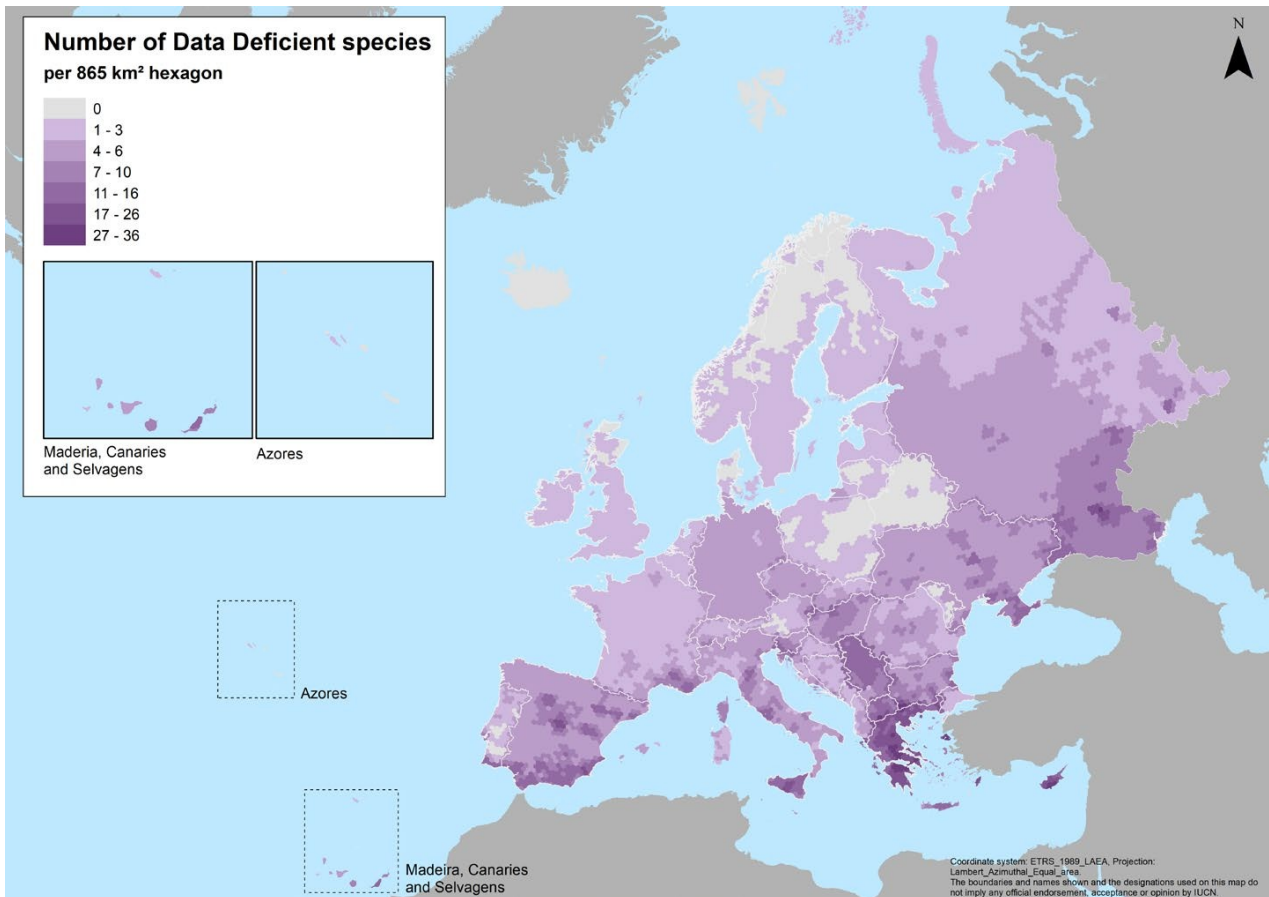 Number of Data Deficient species
per 865 km² hexagon
0
1 - 3
4 - 6
7 - 10
11 - 16
17 - 26
27 - 36
Maderia, Canaries
and Selvagens
Azores
N
Azores
Madeira, Canaries
and Selvagens
Coordinate system: ETRS_1989_LAEA, Projection:
Lambert_Azimuthal_Equal_area.
The boundaries and names shown and the designations used on this map do
not imply any official endorsement, acceptance or opinion by IUCN.